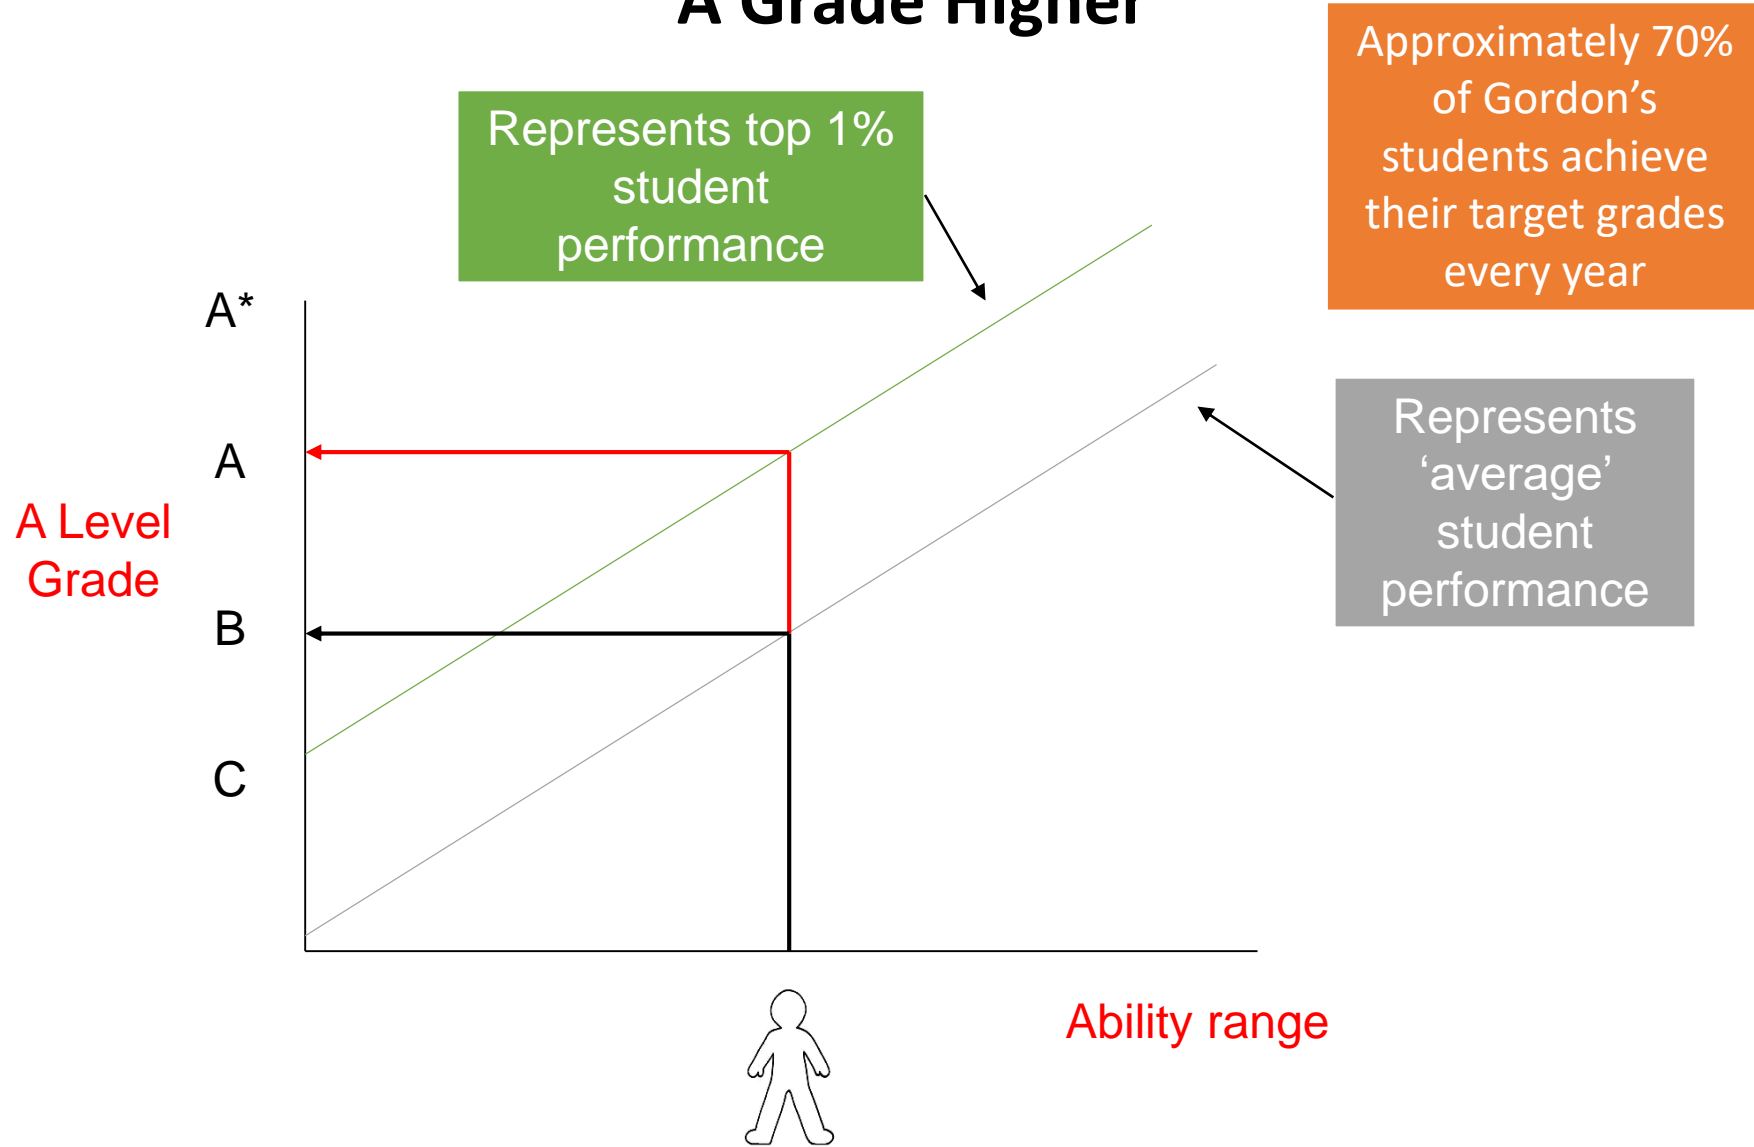 A Grade Higher
Approximately 70%
of Gordon’s
students achieve
their target grades
every year
Represents top 1%
student
performance
A*
A
A Level
Grade
B
C
Represents
‘average’
student
performance
Ability range